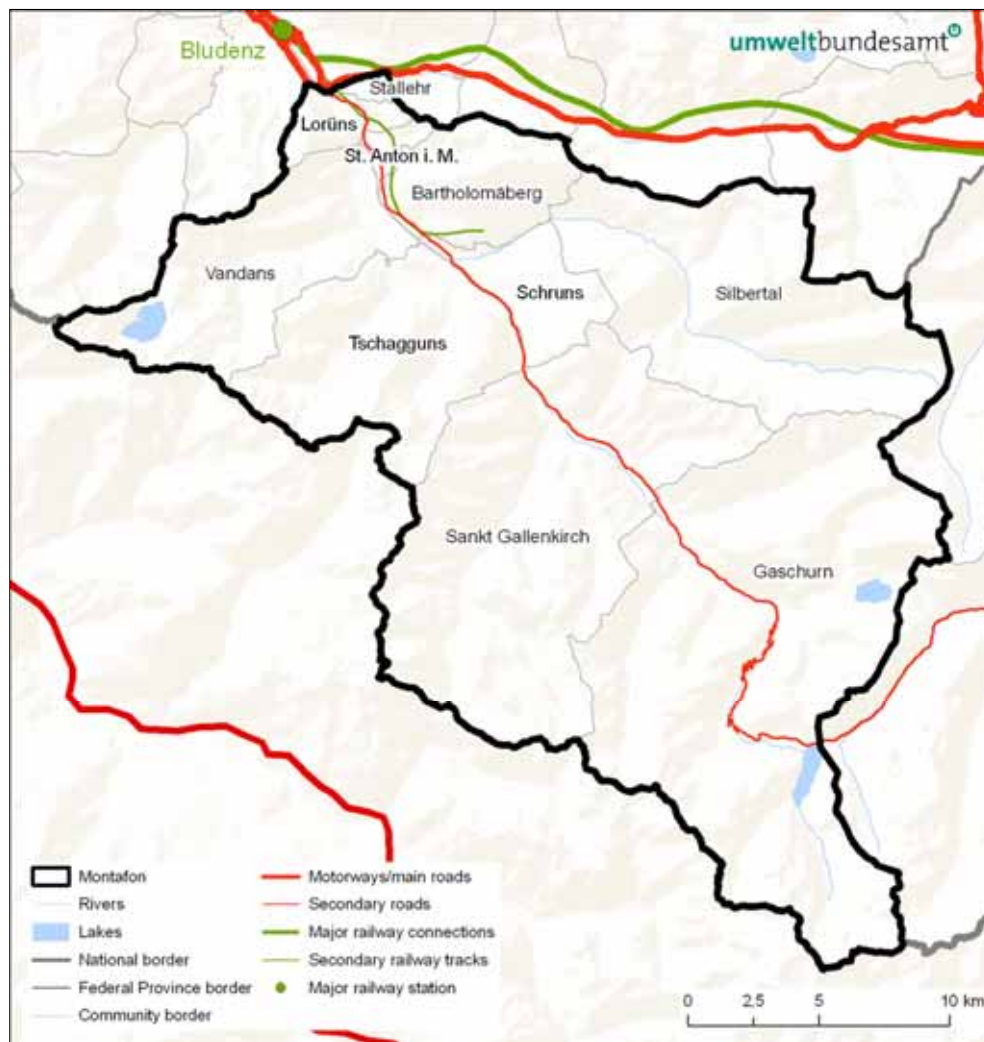 umweltbundesamt
Bludenz
Stallehr
Lorüns
St. Anton i. M.
Bartholomäberg
Vandans
Schruns
Silbertal
Tschagguns
Sankt Gallenkirch
Gaschurn
Montafon
Rivers
Lakes
National border
Federal Province border
Community border
Motorways/main roads
Secondary roads
Major railway connections
Secondary railway tracks
Major railway station
0 2,5 5 10 km